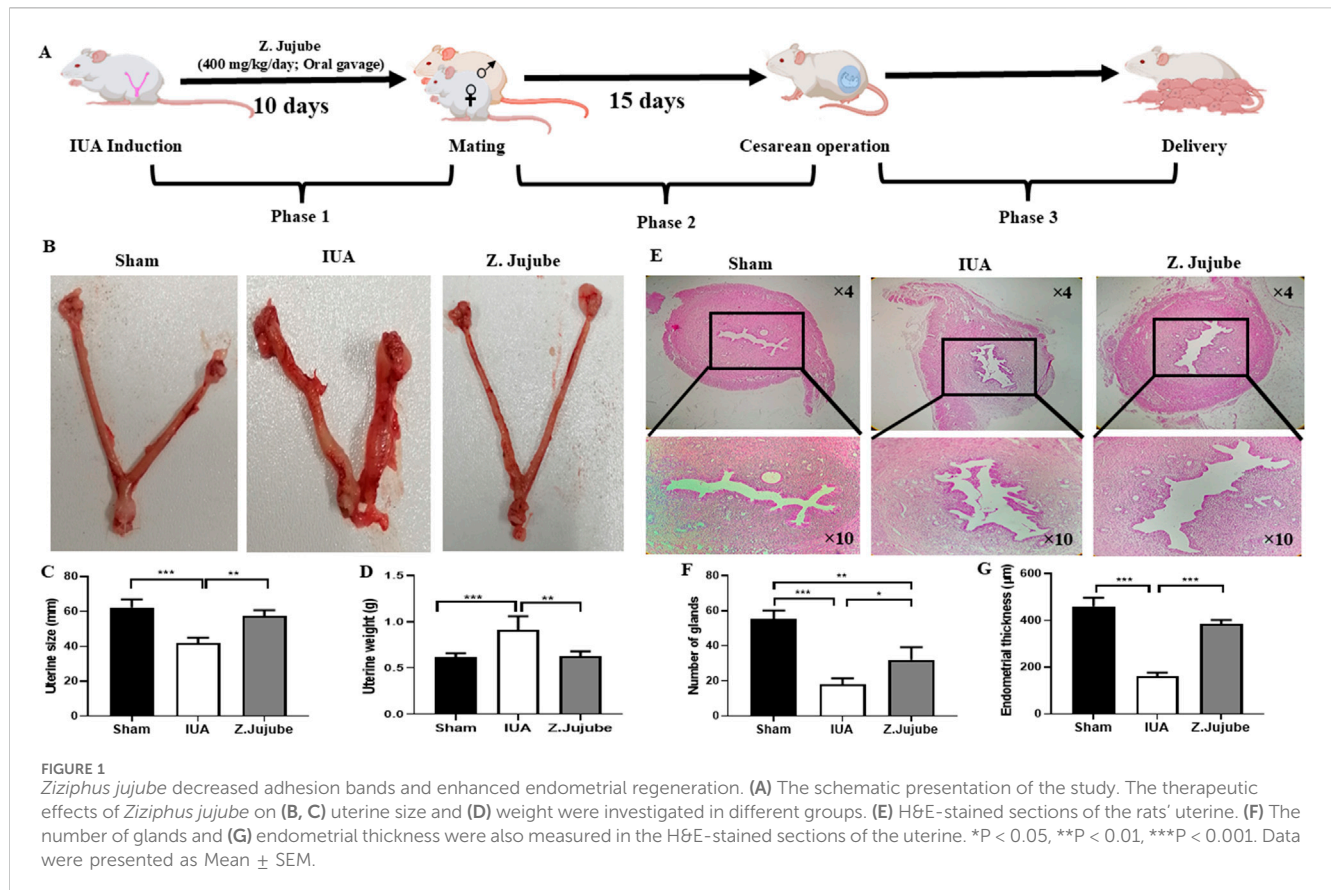 A
Z. Jujube
(400 mg/kg/day; Oral gavage)
10 days
15 days
IUA Induction
Mating
Cesarean operation
Delivery
Phase 1
Phase 2
Phase 3
B
Sham
IUA
Z. Jujube
E
Sham
IUA
Z. Jujube
×4
×4
×4
×10
×10
×10
C
Uterine size (mm)
80
60
40
20
0
***
**
Sham
IUA
Z.Jujube
D
Uterine weight (g)
1.5
1.0
0.5
0.0
***
**
Sham
IUA
Z.Jujube
F
Number of glands
80
60
40
20
0
**
***
*
Sham
IUA
Z.Jujube
G
Endometrial thickness (μm)
600
400
200
0
***
***
Sham
IUA
Z.Jujube
FIGURE 1
Ziziphus jujube decreased adhesion bands and enhanced endometrial regeneration. (A) The schematic presentation of the study. The therapeutic
effects of Ziziphus jujube on (B, C) uterine size and (D) weight were investigated in different groups. (E) H&E-stained sections of the rats' uterine. (F) The
number of glands and (G) endometrial thickness were also measured in the H&E-stained sections of the uterine. *P < 0.05, **P < 0.01, ***P < 0.001. Data
were presented as Mean ± SEM.